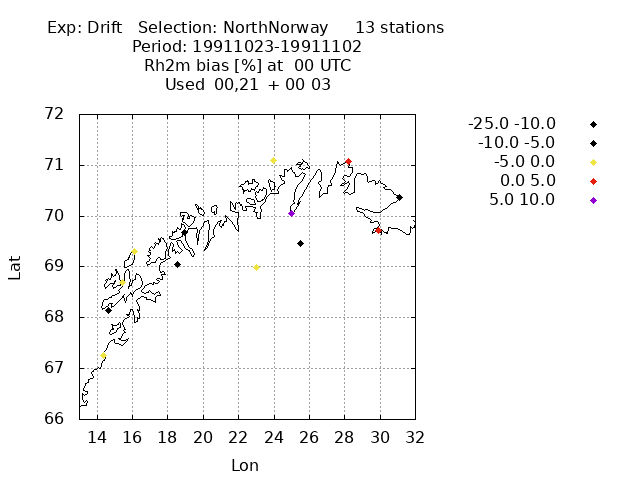 Exp: Drift   Selection: NorthNorway     13 stations
Period: 19911023-19911102
Rh2m bias [%] at  00 UTC
Used  00,21  + 00 03
-25.0 -10.0
-10.0 -5.0
-5.0 0.0
0.0 5.0
5.0 10.0
72
71
70
69
68
67
66
Lat
14 16 18 20 22 24 26 28 30 32
Lon